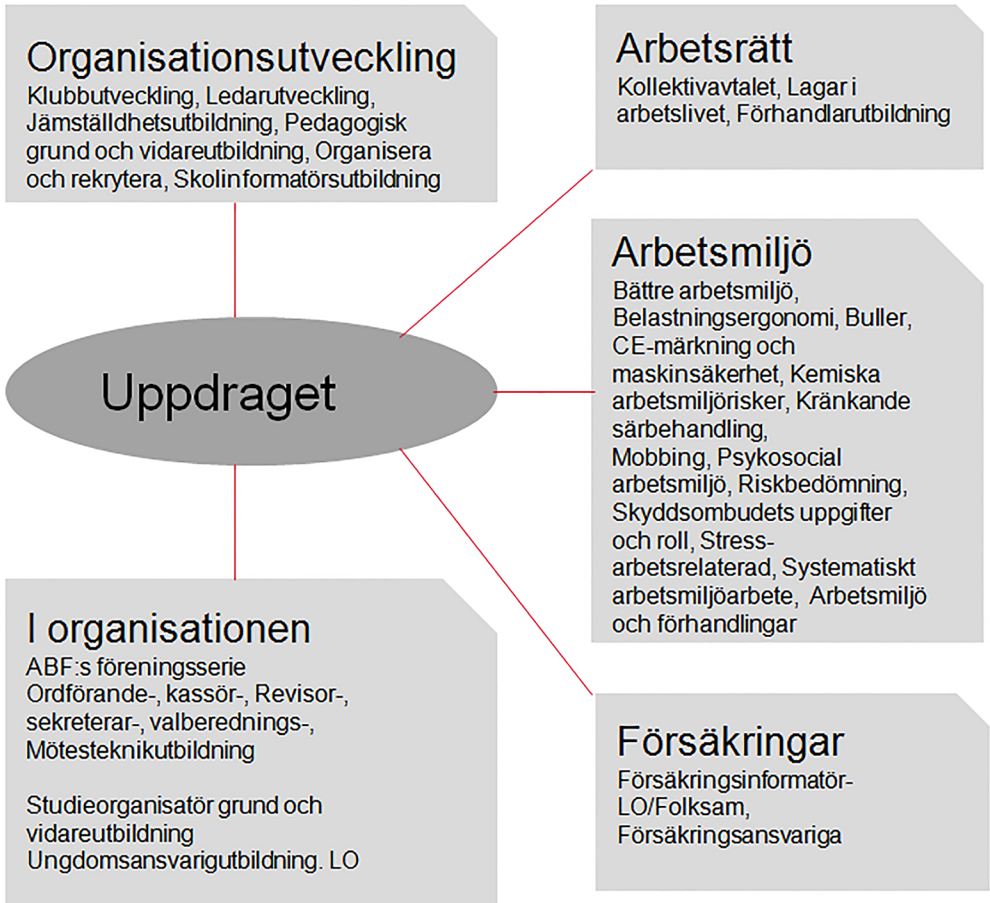 Organisationsutveckling
Klubbutveckling, Ledarutveckling,
Jämställdhetsutbildning, Pedagogisk
grund och vidareutbildning, Organisera
och rekrytera, Skolinformatörsutbildning
Arbetsrätt
Kollektivavtalet, Lagar i
arbetslivet, Förhandlarutbildning
Arbetsmiljö
Bättre arbetsmiljö,
Belastningsergonomi, Buller,
CE-märkning och
maskinsäkerhet, Kemiska
arbetsmiljörisker, Kränkande
särbehandling,
Mobbing, Psykosocial
arbetsmiljö, Riskbedömning,
Skyddsombudets uppgifter
och roll, Stress-
arbetsrelaterad, Systematiskt
arbetsmiljöarbete, Arbetsmiljö
och förhandlingar
Uppdraget
I organisationen
ABF:s föreningsserie
Ordförande-, kassör-, Revisor-,
sekreterar-, valberednings-,
Mötesteknikutbildning
Studieorganisatör grund och
vidareutbildning
Ungdomsansvarigutbildning. LO
Försäkringar
Försäkringsinformatör-
LO/Folksam,
Försäkringsansvariga